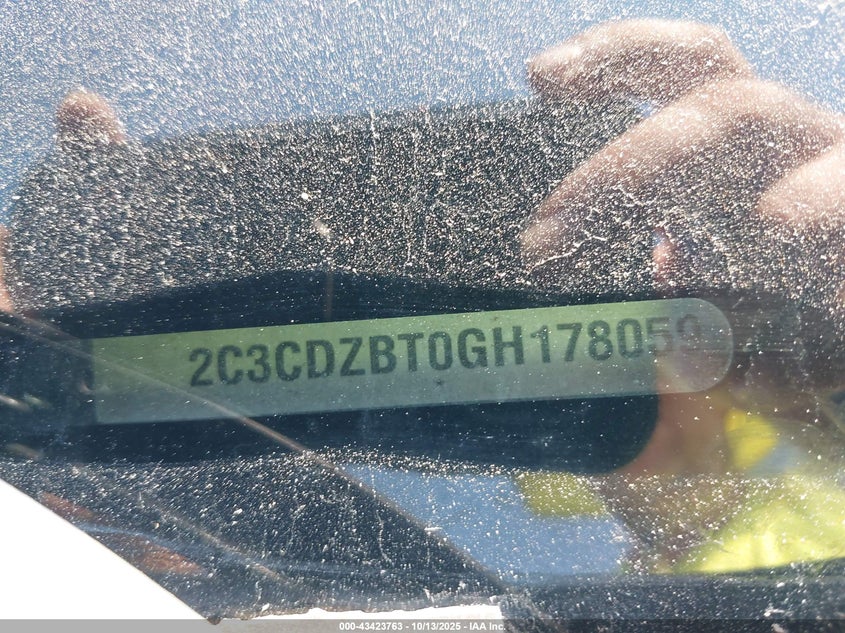 2C3CDZBT0GH178059
000-43423763 - 10/13/2025 - IAA Inc.